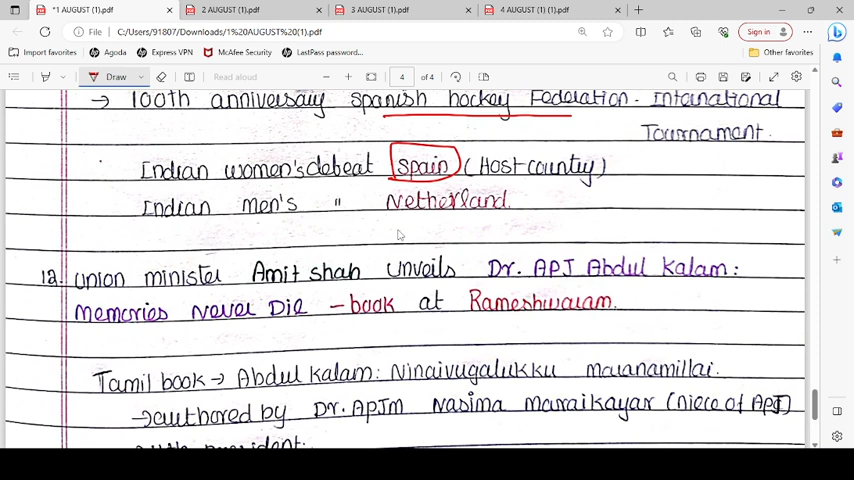 *1 AUGUST (1).pdf
2 AUGUST (1).pdf
3 AUGUST (1).pdf
4 AUGUST (1).pdf
File C:/Users/91807/Downloads/1%20AUGUST%20(1).pdf
Sign in
Import favorites
Agoda
Express VPN
McAfee Security
LastPass password...
Other favorites
Draw
Read aloud
4 of 4
→ 100th anniversary spanish hockey Federation. International
Tournament.
Indian women's debeat spain (Host country)
Indian men's " Netherland.
12. union minister Amit shah unveils Dr. APJ Abdul Kalam:
Memories Never Die - book at Rameshwaram.
Tamil book → Abdul kalam: Ninaivugalukku maranamillai.
→ authored by Dr. APJM Nasima Maraikayar (niece of APJ)
president.